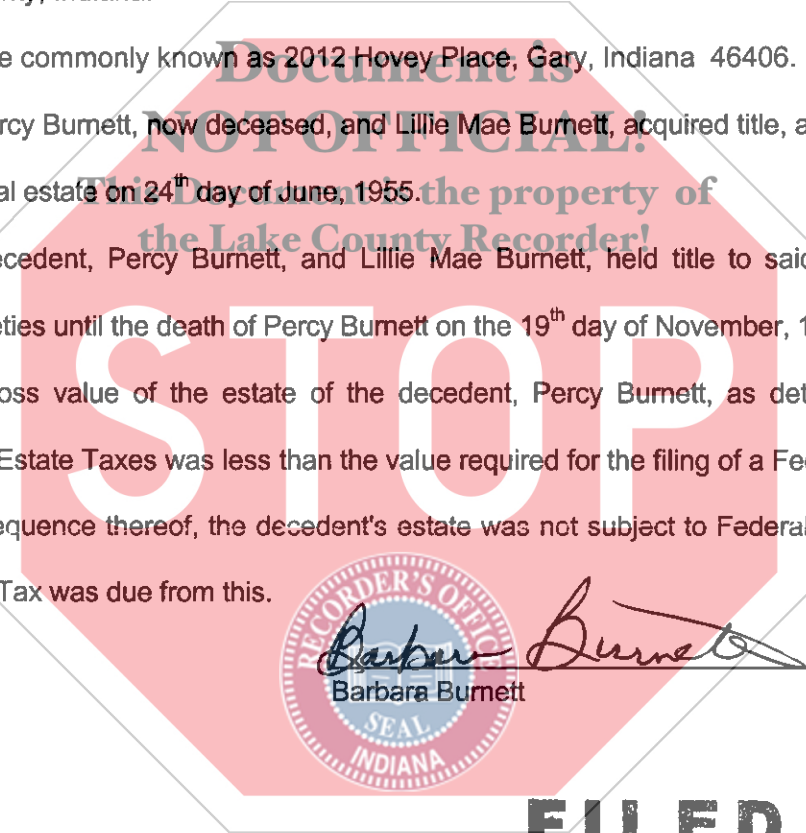 e commonly known as 2012 Hovey Place, Gary, Indiana 46406.
Document is
rcy Burnett, now deceased, and Lillie Mae Burnett, acquired title, a
NOT OFFICIAL!
al estate on 24th day of June, 1955.
This Document is the property of
the Lake County Recorder!
ecedent, Percy Burnett, and Lillie Mae Burnett, held title to said
eties until the death of Percy Burnett on the 19th day of November, 1
STOP
oss value of the estate of the decedent, Percy Burnett, as det
Estate Taxes was less than the value required for the filing of a Fe
equence thereof, the decedent's estate was not subject to Federal
Tax was due from this.
RECORDER'S OFFICE
Barbara Burnett
Barbara Burnett
SEAL
INDIANA
FILED